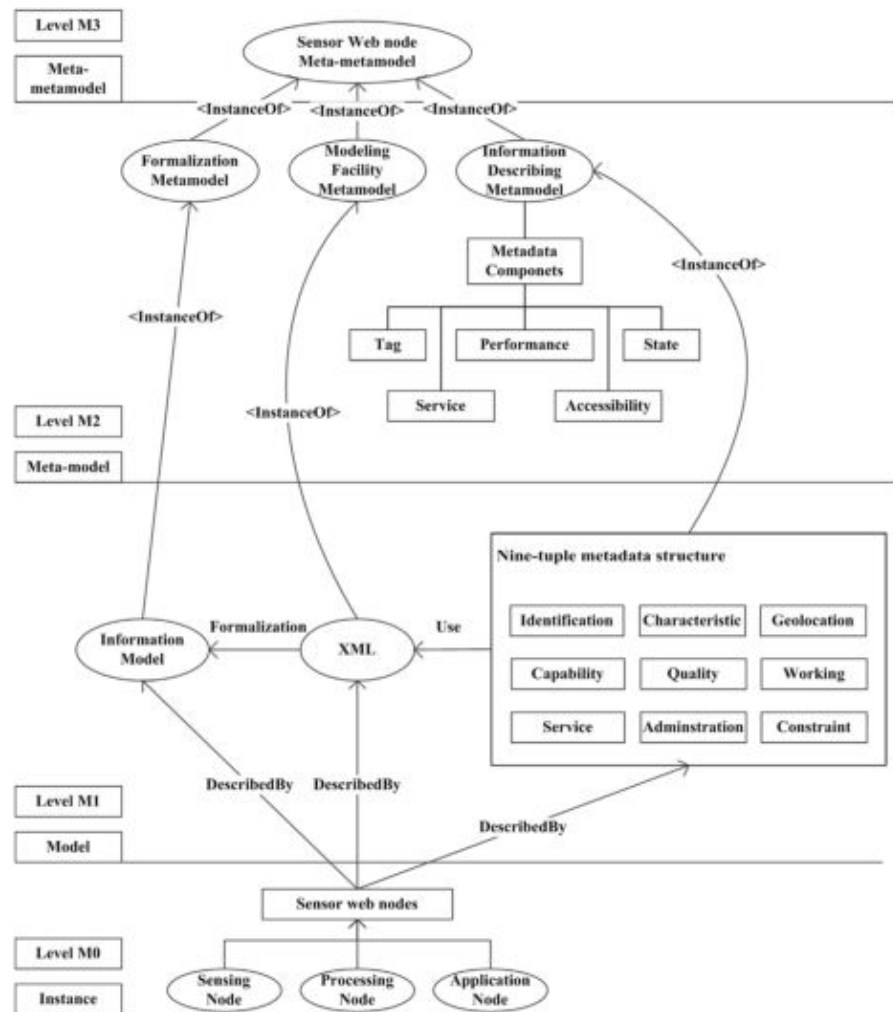 Level M3
Meta-
metamodel
Sensor Web node
Meta-metamodel
<InstanceOf>
<InstanceOf>
<InstanceOf>
Formalization
Metamodel
Modeling
Facility
Metamodel
Information
Describing
Metamodel
Metadata
Componets
<InstanceOf>
<InstanceOf>
Tag
Performance
State
Service
Accessibility
<InstanceOf>
Level M2
Meta-model
Nine-tuple metadata structure
Identification
Characteristic
Geolocation
Capability
Quality
Working
Service
Adminstration
Constraint
Information
Model
Formalization
XML
Use
DescribedBy
DescribedBy
DescribedBy
Level M1
Model
Sensor web nodes
Level M0
Instance
Sensing
Node
Processing
Node
Application
Node